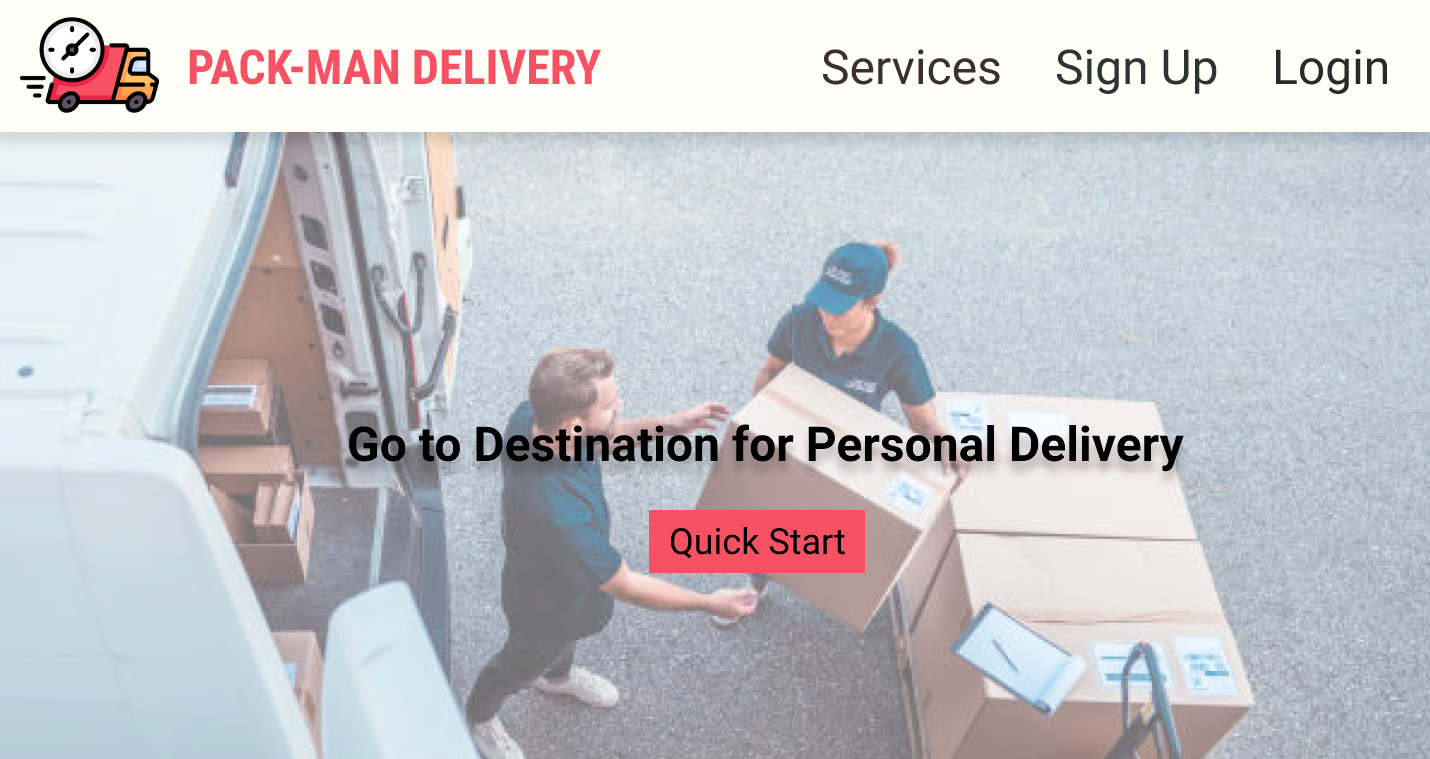 PACK-MAN DELIVERY
Services
Sign Up
Login
Go to Destination for Personal Delivery
Quick Start